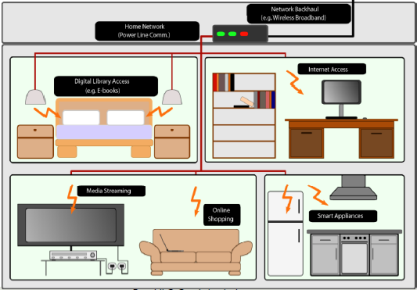 Network Backhaul
(e.g. Wireless Broadband)
Home Network
(Power Line Comm.)
Digital Library Access
(e.g. E-books)
Internet Access
Media Streaming
Online
Shopping
Smart Appliances